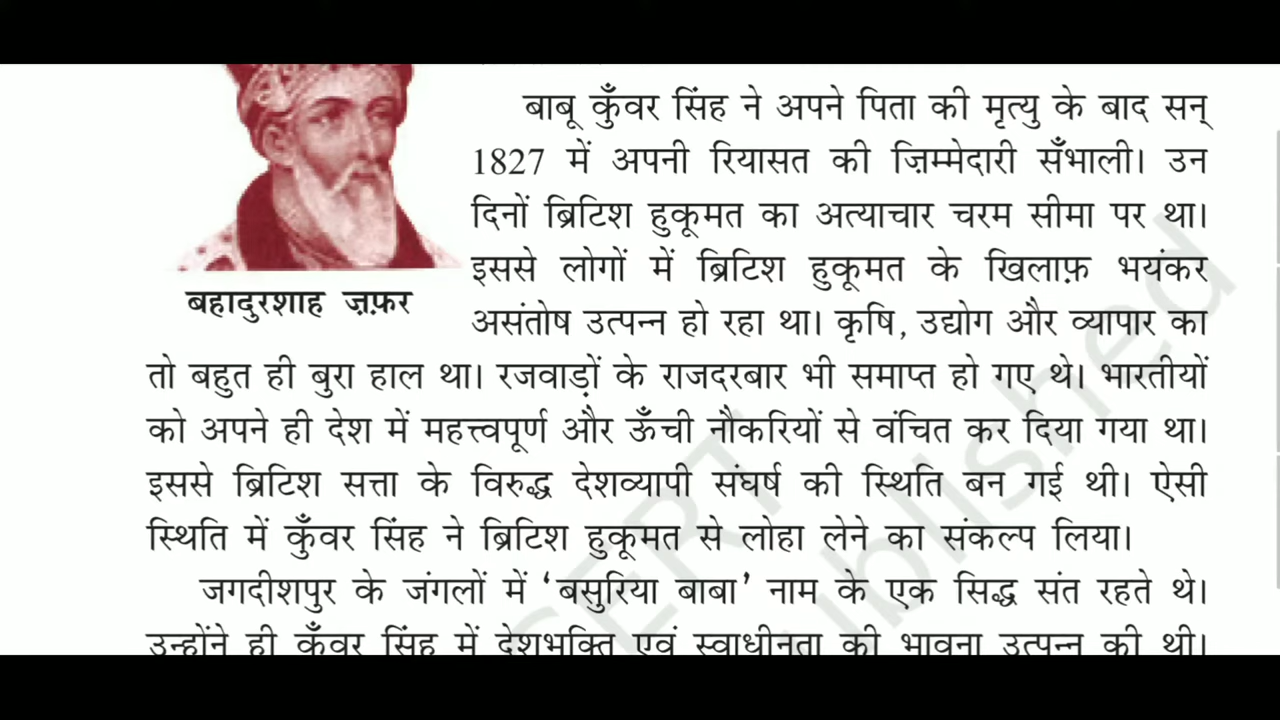 बाबू कुँवर सिंह ने अपने पिता की मृत्यु के बाद सन्
1827 में अपनी रियासत की ज़िम्मेदारी सँभाली। उन
दिनों ब्रिटिश हुकूमत का अत्याचार चरम सीमा पर था।
इससे लोगों में ब्रिटिश हुकूमत के खिलाफ़ भयंकर
बहादुरशाह ज़फ़र
असंतोष उत्पन्न हो रहा था। कृषि, उद्योग और व्यापार का
तो बहुत ही बुरा हाल था। रजवाड़ों के राजदरबार भी समाप्त हो गए थे। भारतीयों
को अपने ही देश में महत्त्वपूर्ण और ऊँची नौकरियों से वंचित कर दिया गया था।
इससे ब्रिटिश सत्ता के विरुद्ध देशव्यापी संघर्ष की स्थिति बन गई थी। ऐसी
स्थिति में कुँवर सिंह ने ब्रिटिश हुकूमत से लोहा लेने का संकल्प लिया।
जगदीशपुर के जंगलों में ‘बसुरिया बाबा’ नाम के एक सिद्ध संत रहते थे।
उन्होंने ही कुँवर सिंह में देशभक्ति एवं स्वाधीनता की भावना उत्पन्न की थी।